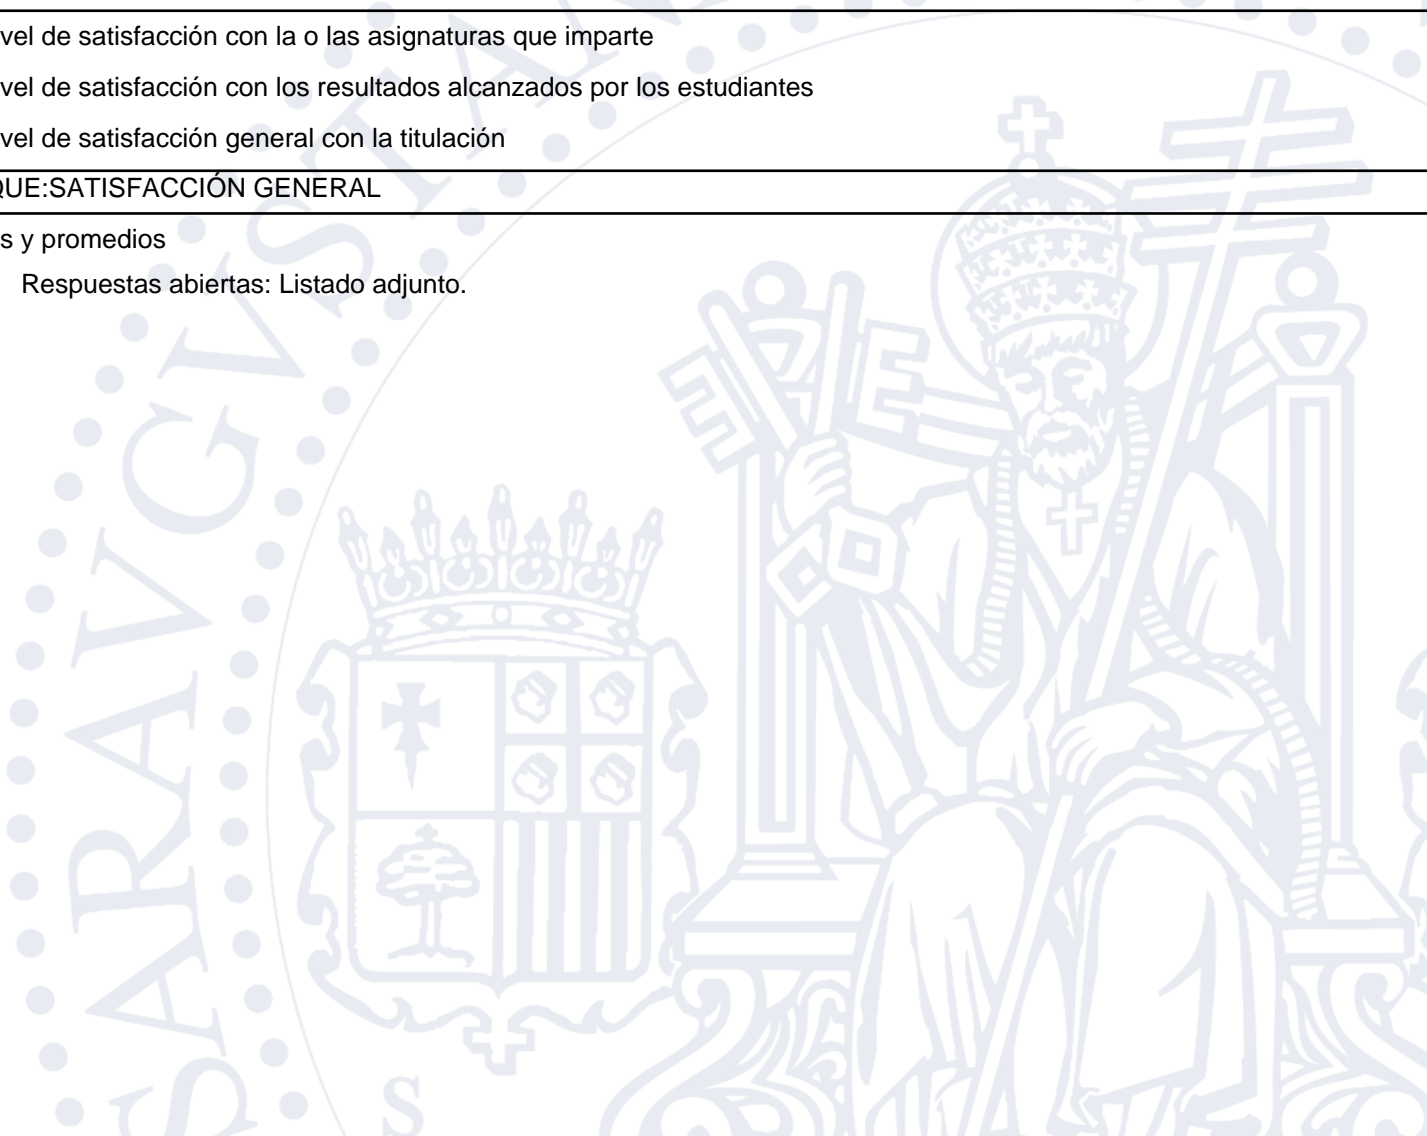 vel de satisfacción con la o las asignaturas que imparte
vel de satisfacción con los resultados alcanzados por los estudiantes
vel de satisfacción general con la titulación
QUE:SATISFACCIÓN GENERAL
s y promedios
Respuestas abiertas: Listado adjunto.
SARAVGVSTAN
S